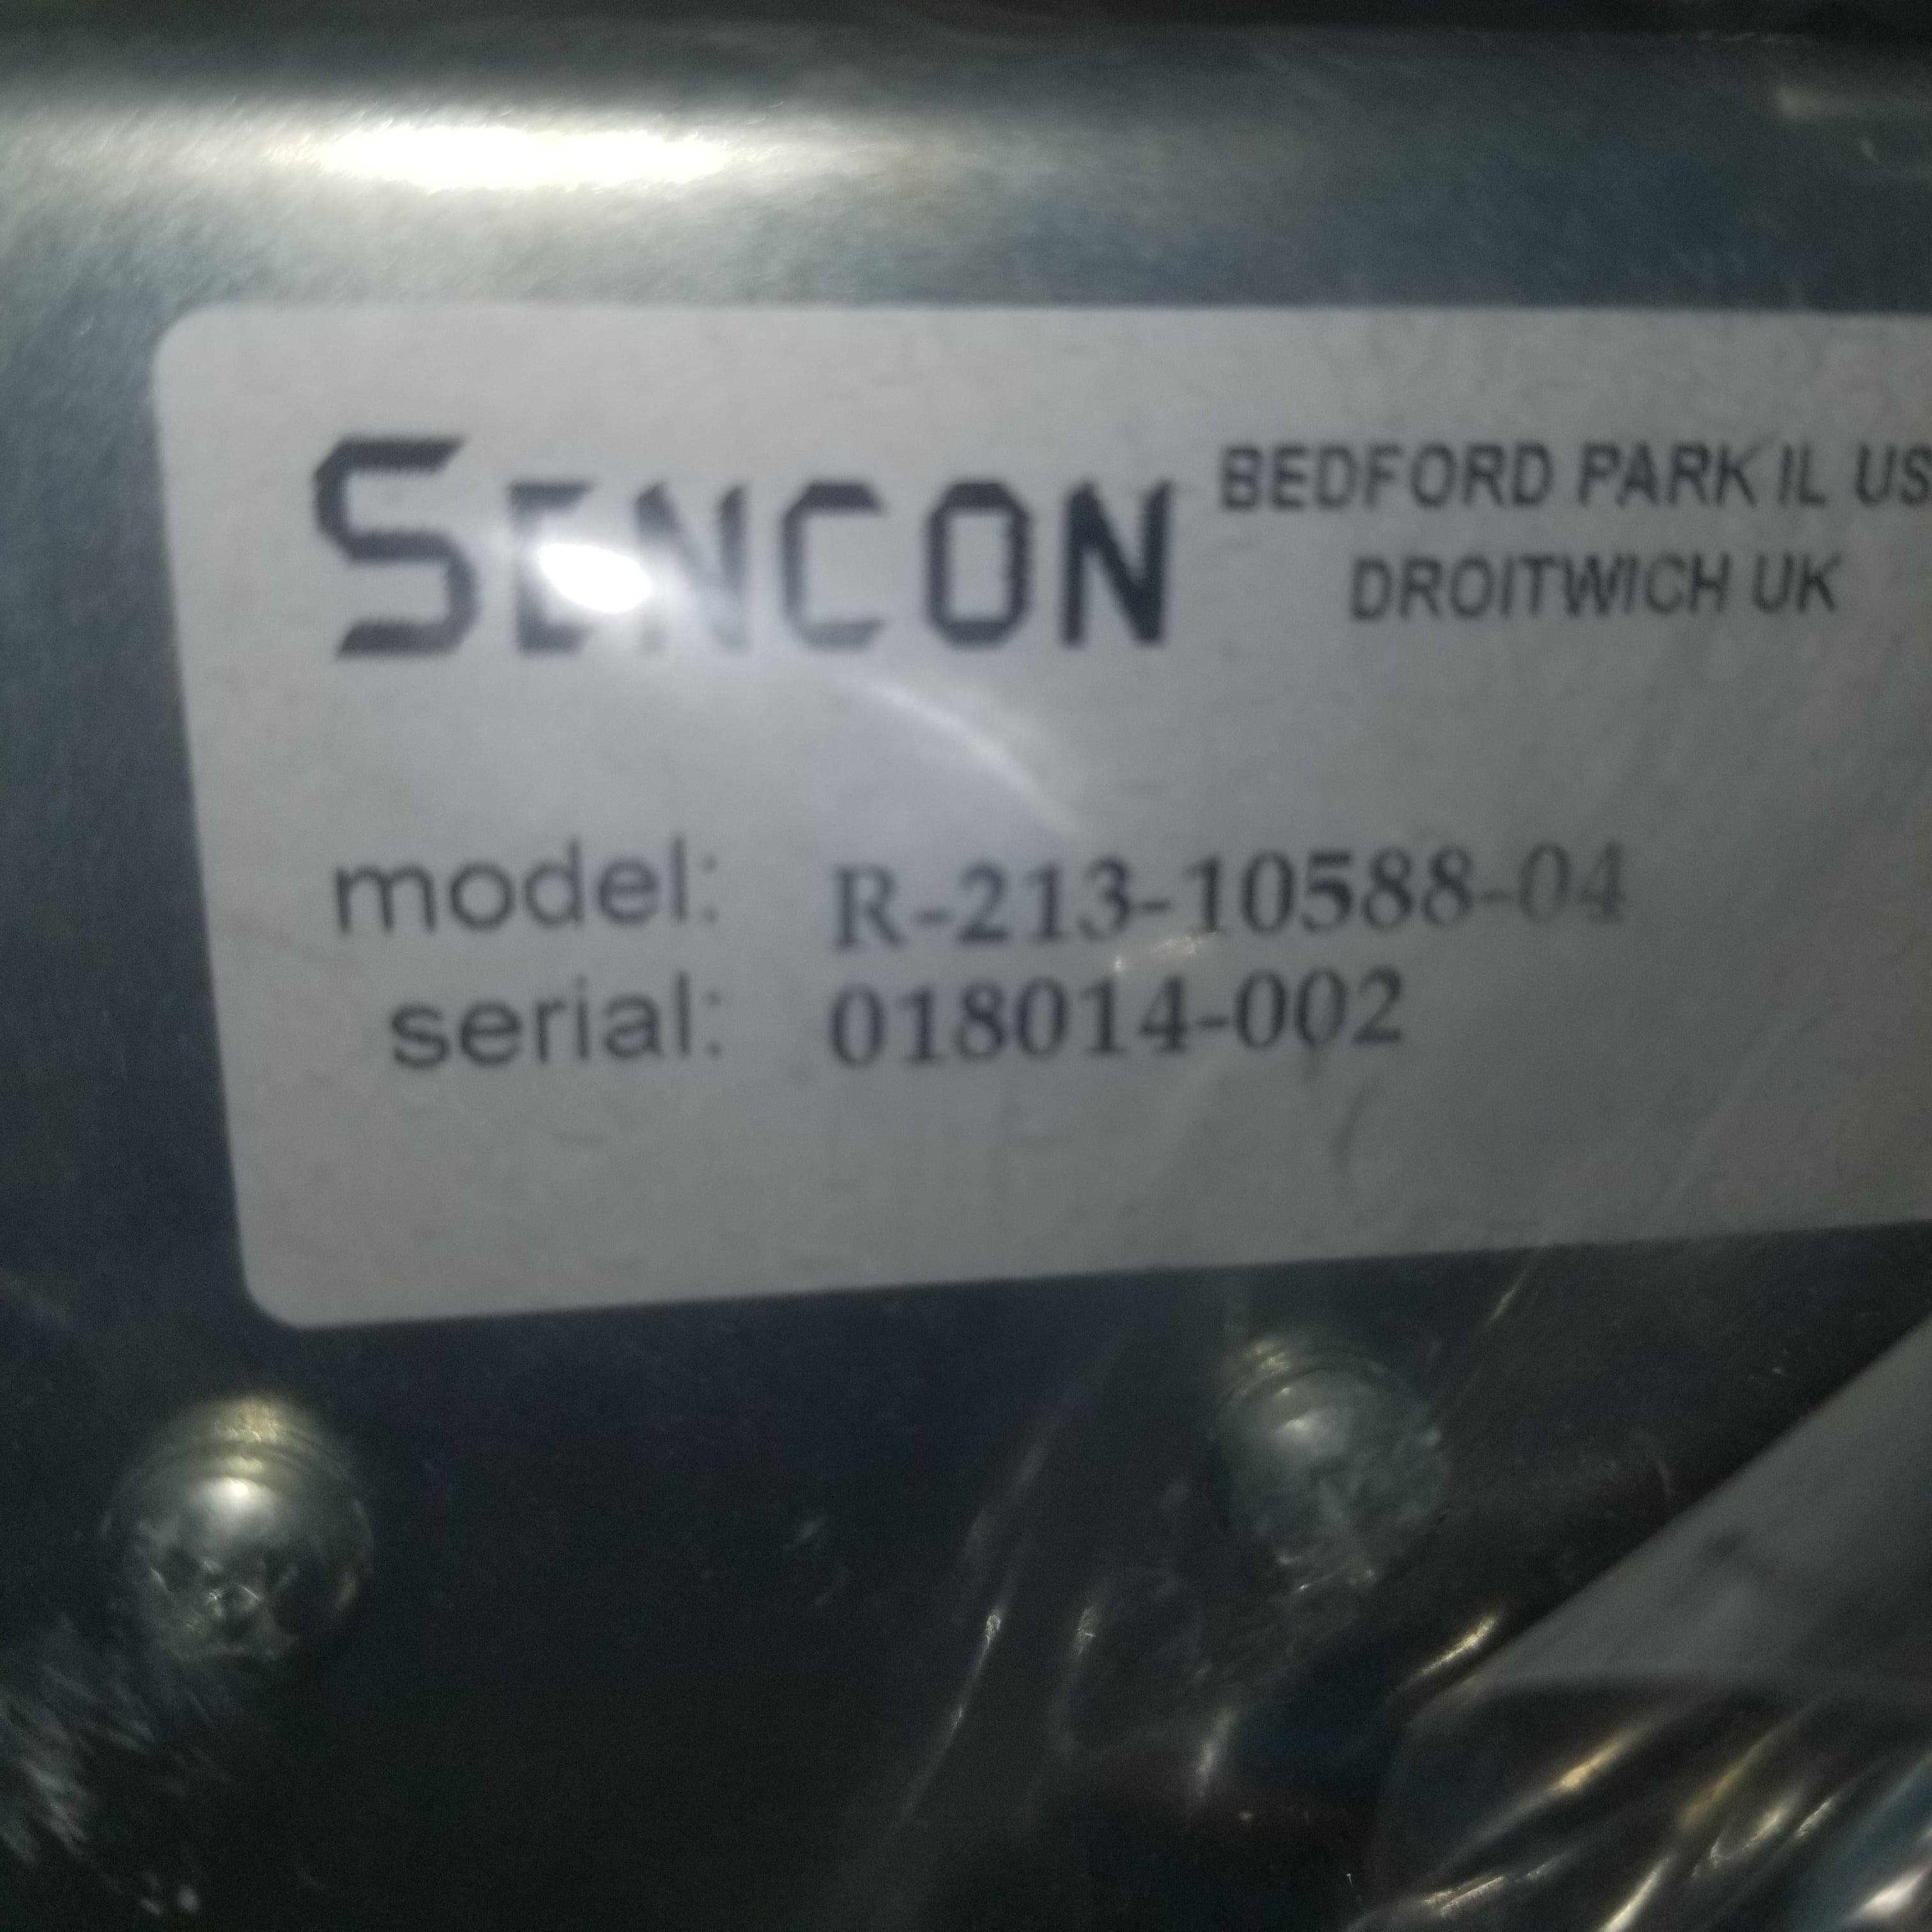 SENCON
BEDFORD PARK IL US
DROITWICH UK
model: R-213-10588-04
serial: 018014-002